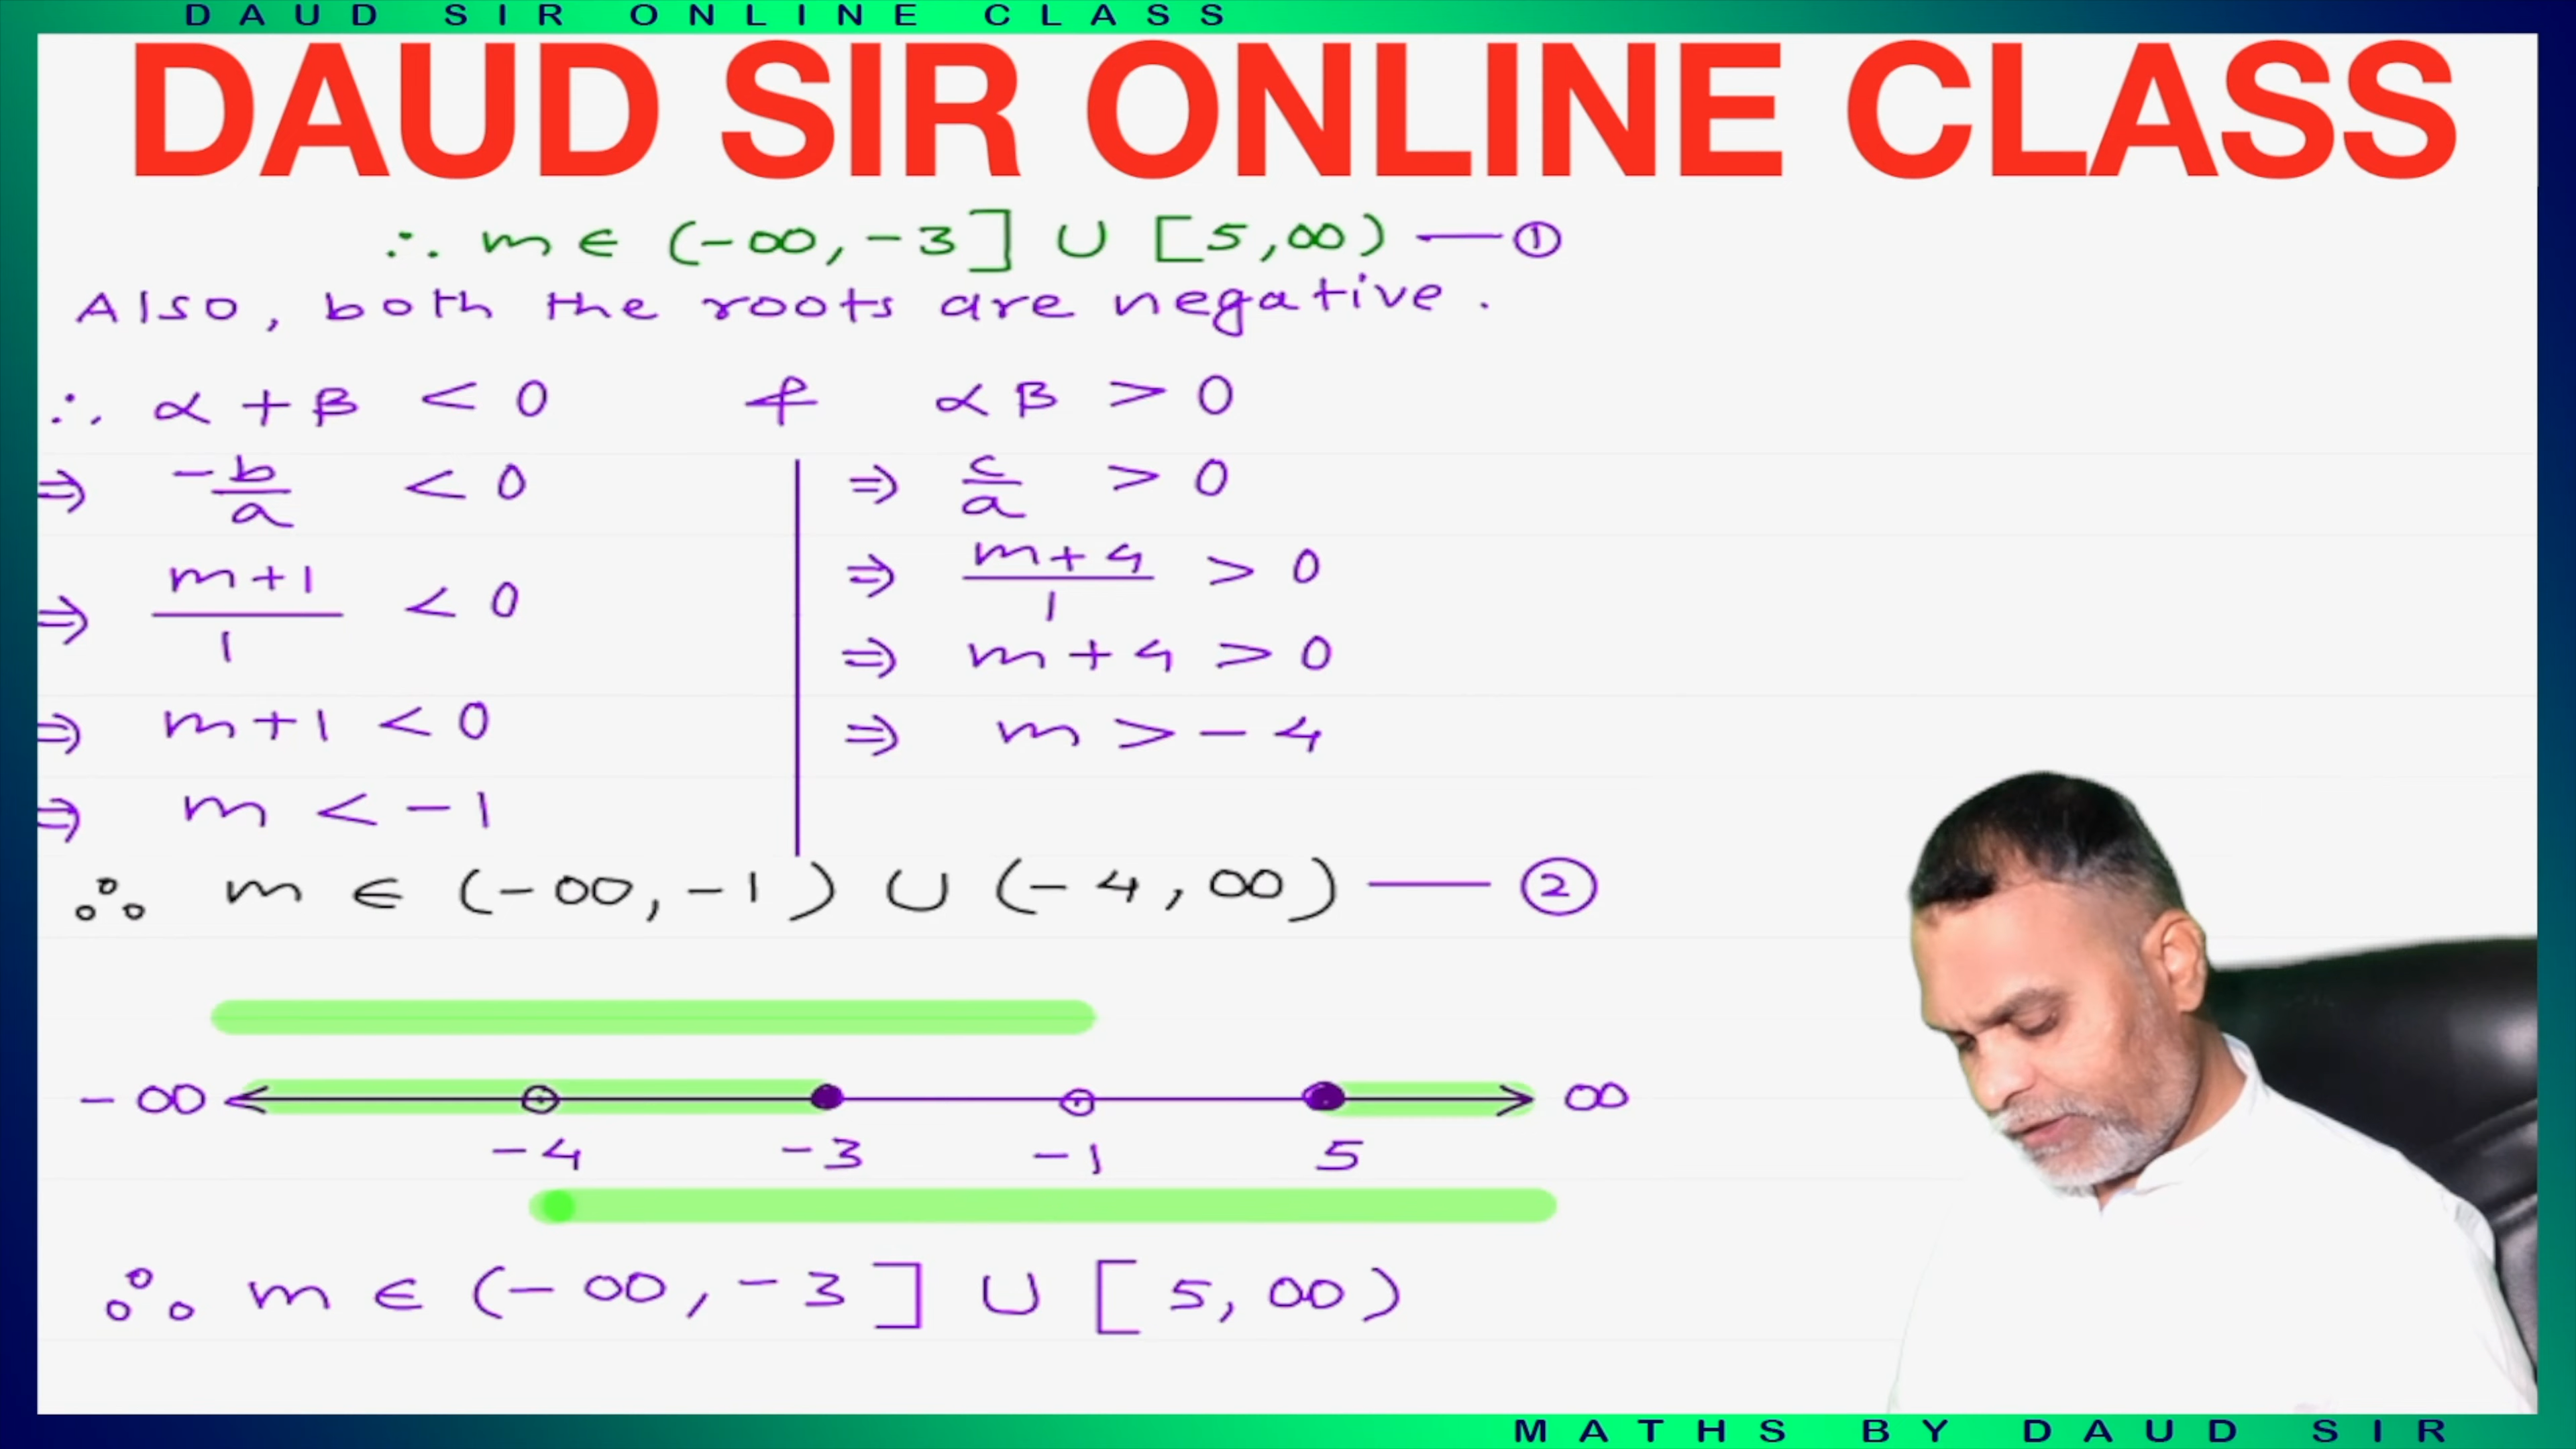 DAUD SIR ONLINE CLASS
DAUD SIR ONLINE CLASS
∴ m ∈ (-∞, -3] ∪ [5, ∞) — ①
Also, both the roots are negative.
∴ α + β < 0 & αβ > 0
⇒ -b/a < 0
⇒ m+1/1 < 0
⇒ m+1 < 0
⇒ m < -1
⇒ c/a > 0
⇒ m+4/1 > 0
⇒ m+4 > 0
⇒ m > -4
∴ m ∈ (-∞, -1) ∪ (-4, ∞) — ②
-∞ ∞
-4 -3 -1 5
∴ m ∈ (-∞, -3] ∪ [5, ∞)
MATHS BY DAUD SIR